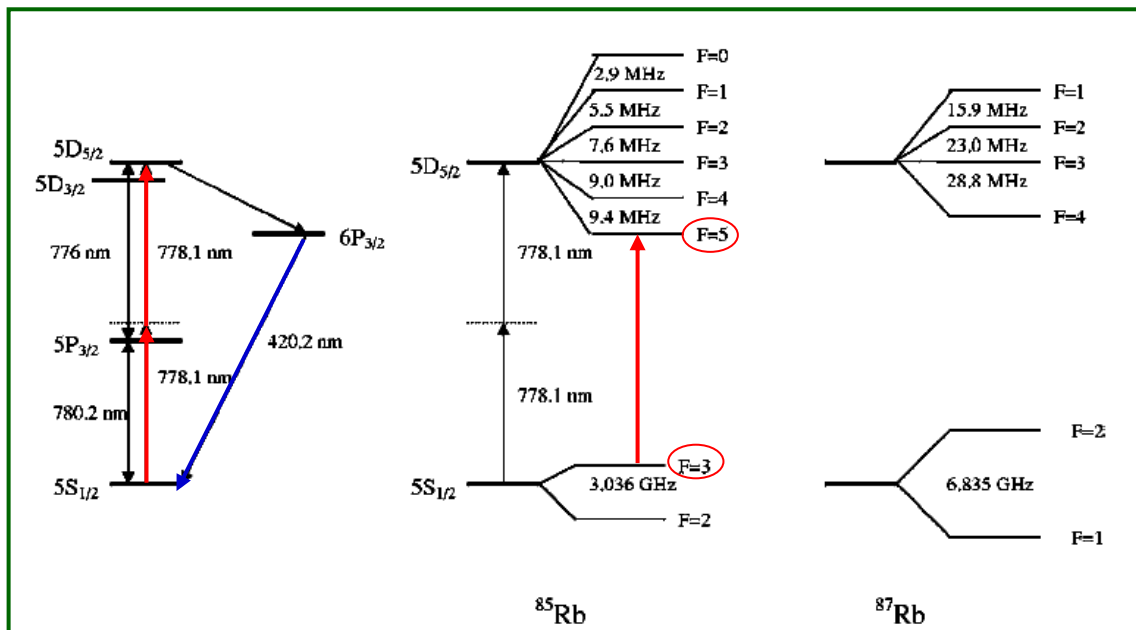 5D5/2
5D3/2
6P3/2
776 nm
778,1 nm
5P3/2
420,2 nm
778,1 nm
780.2 nm
5S1/2
F=0
2,9 MHz
F=1
5.5 MHz
F=2
7,6 MHz
5D5/2
F=3
9,0 MHz
F=4
9.4 MHz
F=5
778,1 nm
778.1 nm
F=3
5S1/2
3,036 GHz
F=2
85Rb
F=1
15.9 MHz
F=2
23,0 MHz
F=3
28,8 MHz
F=4
F=2
6,835 GHz
F=1
87Rb